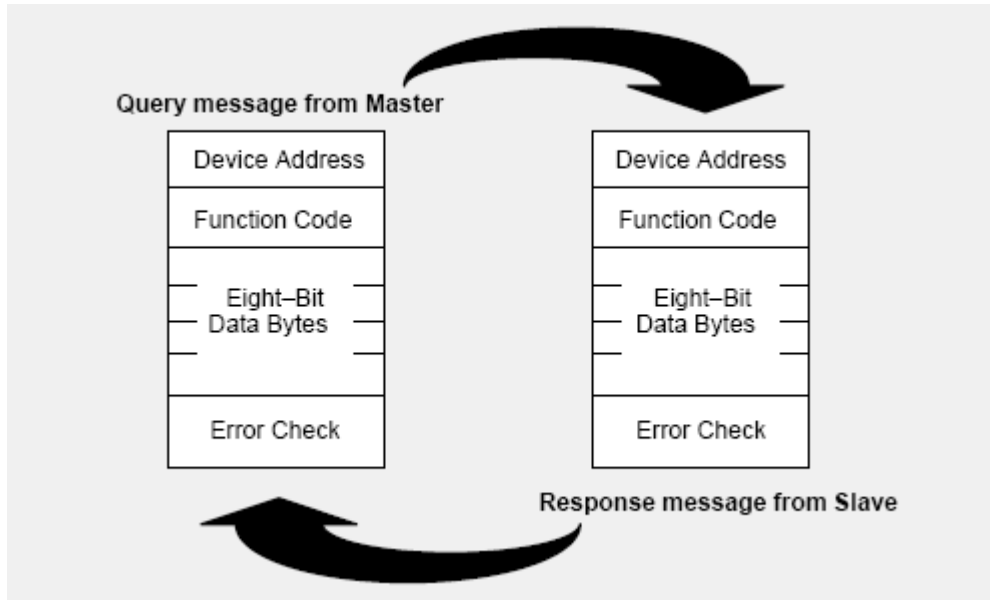 Query message from Master
Device Address
Function Code
Eight–Bit
Data Bytes
Error Check
Device Address
Function Code
Eight–Bit
Data Bytes
Error Check
Response message from Slave